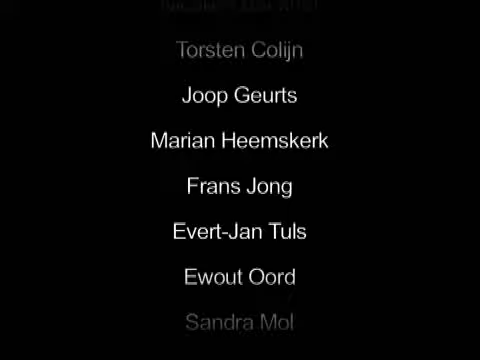 Torsten Colijn
Joop Geurts
Marian Heemskerk
Frans Jong
Evert-Jan Tuls
Ewout Oord
Sandra Mol